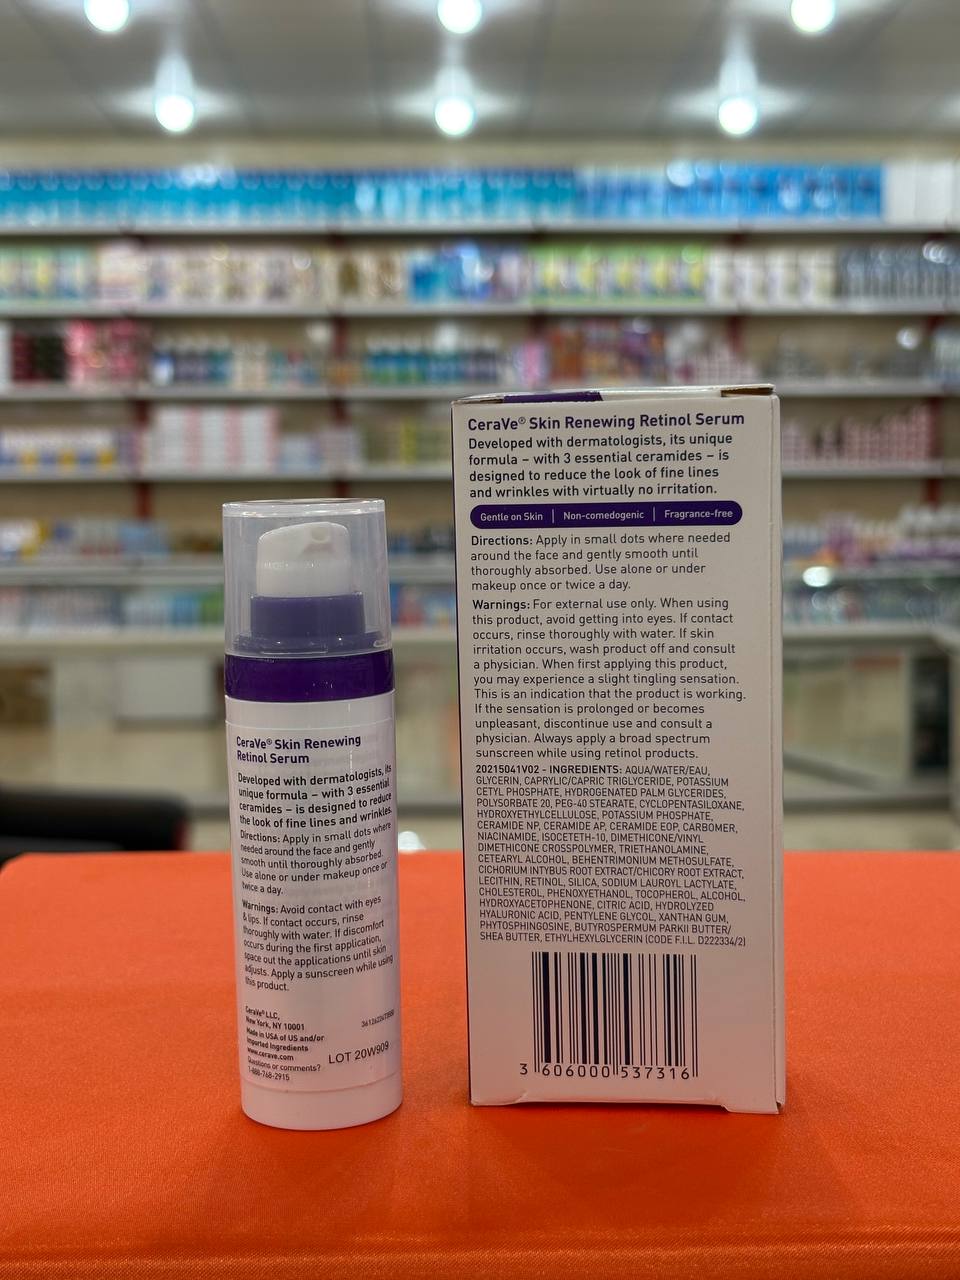 CeraVe® Skin Renewing
Retinol Serum
Developed with dermatologists, its
unique formula – with 3 essential
ceramides – is designed to reduce
the look of fine lines and wrinkles.
Directions: Apply in small dots where
needed around the face and gently
smooth until thoroughly absorbed.
Use alone or under makeup once or
twice a day.
Warnings: Avoid contact with eyes
& lips. If contact occurs, rinse
thoroughly with water. If discomfort
occurs during the first application,
space out the applications until skin
adjusts. Apply a sunscreen while using
this product.
CeraVe® LLC,
New York, NY 10001
Made in USA of US and/or
Imported Ingredients
www.cerave.com
Questions or comments?
1-888-768-2915
LOT 20W909
CeraVe® Skin Renewing Retinol Serum
Developed with dermatologists, its unique
formula – with 3 essential ceramides – is
designed to reduce the look of fine lines
and wrinkles with virtually no irritation.
Gentle on Skin | Non-comedogenic | Fragrance-free
Directions: Apply in small dots where needed
around the face and gently smooth until
thoroughly absorbed. Use alone or under
makeup once or twice a day.
Warnings: For external use only. When using
this product, avoid getting into eyes. If contact
occurs, rinse thoroughly with water. If skin
irritation occurs, wash product off and consult
a physician. When first applying this product,
you may experience a slight tingling sensation.
This is an indication that the product is working.
If the sensation is prolonged or becomes
unpleasant, discontinue use and consult a
physician. Always apply a broad spectrum
sunscreen while using retinol products.
20215041V02 - INGREDIENTS: AQUA/WATER/EAU,
GLYCERIN, CAPRYLIC/CAPRIC TRIGLYCERIDE, POTASSIUM
CETYL PHOSPHATE, HYDROGENATED PALM GLYCERIDES,
POLYSORBATE 20, PEG-40 STEARATE, CYCLOPENTASILOXANE,
HYDROXYETHYLCELLULOSE, POTASSIUM PHOSPHATE,
CERAMIDE NP, CERAMIDE AP, CERAMIDE EOP, CARBOMER,
NIACINAMIDE, ISOCETETH-10, DIMETHICONE/VINYL
DIMETHICONE CROSSPOLYMER, TRIETHANOLAMINE,
CETEARYL ALCOHOL, BEHENTRIMONIUM METHOSULFATE,
CICHORIUM INTYBUS ROOT EXTRACT/CHICORY ROOT EXTRACT,
LECITHIN, RETINOL, SILICA, SODIUM LAUROYL LACTYLATE,
CHOLESTEROL, PHENOXYETHANOL, TOCOPHEROL, ALCOHOL,
HYDROXYACETOPHENONE, CITRIC ACID, HYDROLYZED
HYALURONIC ACID, PENTYLENE GLYCOL, XANTHAN GUM,
PHYTOSPHINGOSINE, BUTYROSPERMUM PARKII BUTTER/
SHEA BUTTER, ETHYLHEXYLGLYCERIN (CODE F.I.L. D222334/2)
3 606000 537316